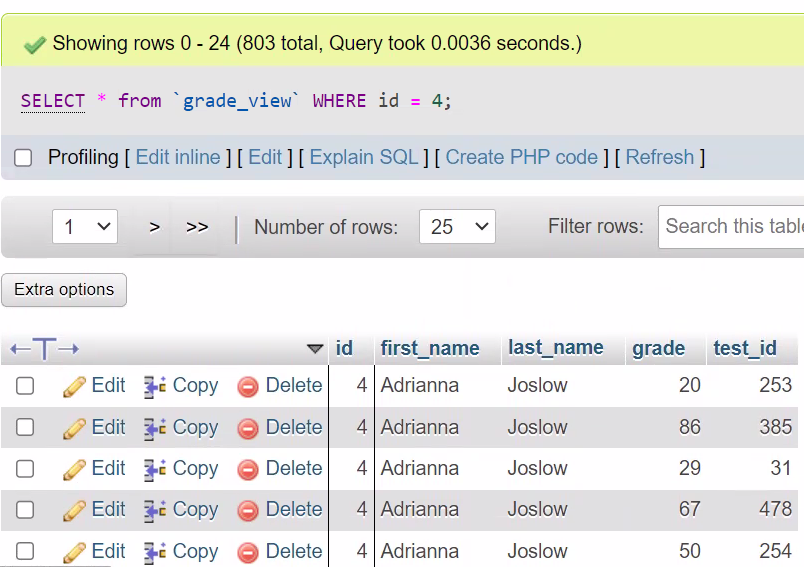 Showing rows 0 - 24 (803 total, Query took 0.0036 seconds.)
SELECT * from `grade_view` WHERE id = 4;
Profiling [ Edit inline ] [ Edit ] [ Explain SQL ] [ Create PHP code ] [ Refresh ]
1 > >> | Number of rows: 25 Filter rows: Search this table
Extra options
id first_name last_name grade test_id
Edit Copy Delete 4 Adrianna Joslow 20 253
Edit Copy Delete 4 Adrianna Joslow 86 385
Edit Copy Delete 4 Adrianna Joslow 29 31
Edit Copy Delete 4 Adrianna Joslow 67 478
Edit Copy Delete 4 Adrianna Joslow 50 254